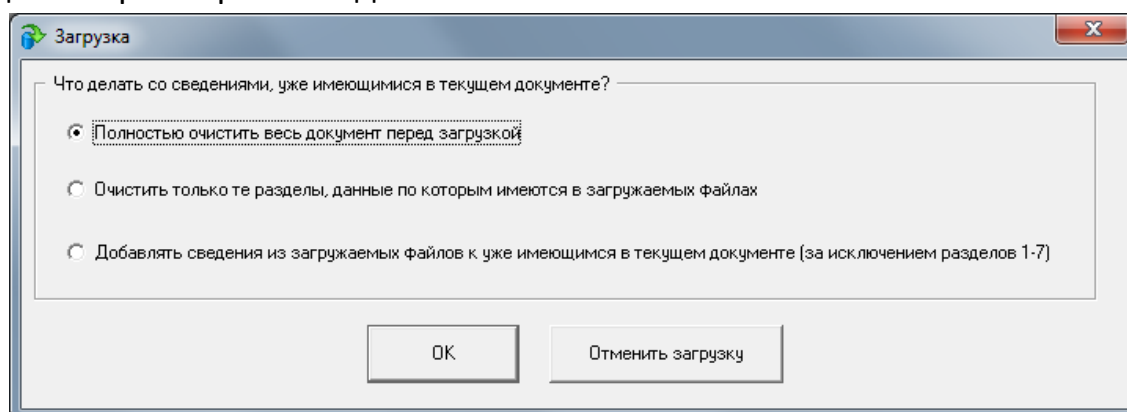 Загрузка
Что делать со сведениями, уже имеющимися в текущем документе?
Полностью очистить весь документ перед загрузкой
Очистить только те разделы, данные по которым имеются в загружаемых файлах
Добавлять сведения из загружаемых файлов к уже имеющимся в текущем документе (за исключением разделов 1-7)
OK
Отменить загрузку